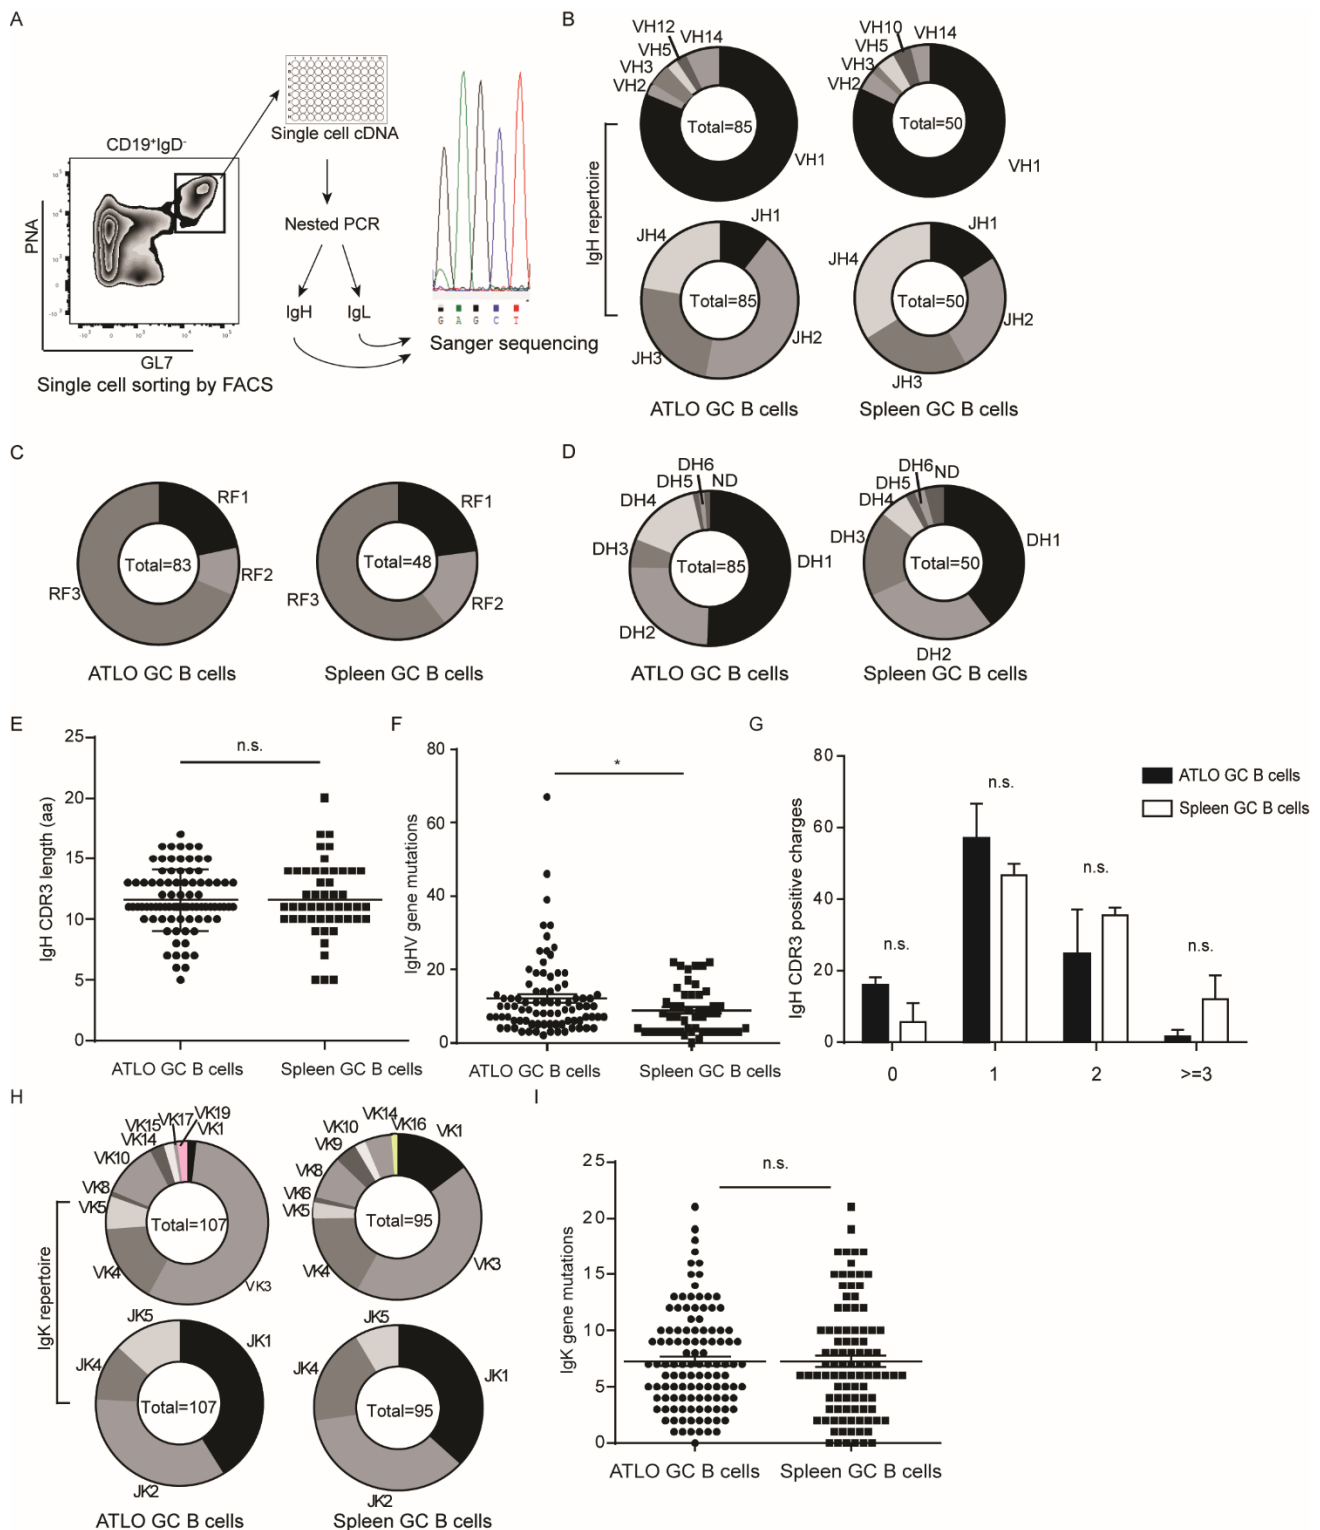 A
CD19⁺IgD⁻
PNA
10⁵
10⁴
10³
0
-10³
-10³
0
10³
10⁴
10⁵
GL7
Single cell sorting by FACS
Single cell cDNA
Nested PCR
IgH
IgL
G A G C T
Sanger sequencing
B
IgH repertoire
VH12
VH14
VH5
VH3
VH2
Total=85
VH1
VH10
VH14
VH5
VH3
VH2
Total=50
VH1
JH1
JH4
Total=85
JH2
JH3
ATLO GC B cells
JH1
JH4
Total=50
JH2
JH3
Spleen GC B cells
C
RF1
Total=83
RF2
RF3
ATLO GC B cells
RF1
Total=48
RF2
RF3
Spleen GC B cells
D
DH6
ND
DH5
DH4
DH3
Total=85
DH1
DH2
ATLO GC B cells
DH6
ND
DH5
DH4
DH3
Total=50
DH1
DH2
Spleen GC B cells
E
IgH CDR3 length (aa)
25
20
15
10
5
0
n.s.
ATLO GC B cells
Spleen GC B cells
F
IgHV gene mutations
80
60
40
20
0
*
ATLO GC B cells
Spleen GC B cells
G
IgH CDR3 positive charges
80
60
40
20
0
n.s.
n.s.
n.s.
n.s.
0
1
2
>=3
ATLO GC B cells
Spleen GC B cells
H
IgK repertoire
VK19
VK17
VK1
VK15
VK14
VK10
VK8
VK5
Total=107
VK4
VK3
VK14
VK16
VK10
VK1
VK9
VK8
VK6
VK5
Total=95
VK4
VK3
JK5
JK1
JK4
Total=107
JK2
ATLO GC B cells
JK5
JK1
JK4
Total=95
JK2
Spleen GC B cells
I
IgK gene mutations
25
20
15
10
5
0
n.s.
ATLO GC B cells
Spleen GC B cells